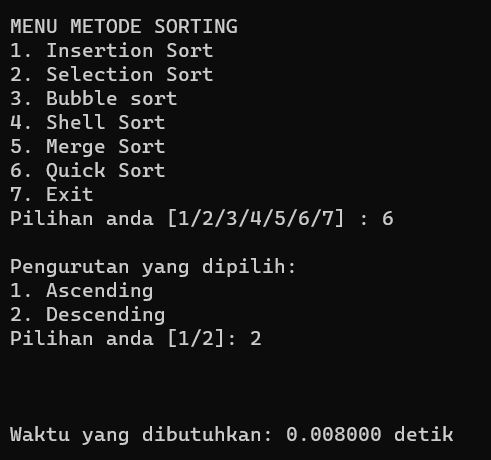 MENU METODE SORTING
1. Insertion Sort
2. Selection Sort
3. Bubble sort
4. Shell Sort
5. Merge Sort
6. Quick Sort
7. Exit
Pilihan anda [1/2/3/4/5/6/7] : 6
Pengurutan yang dipilih:
1. Ascending
2. Descending
Pilihan anda [1/2]: 2
Waktu yang dibutuhkan: 0.008000 detik